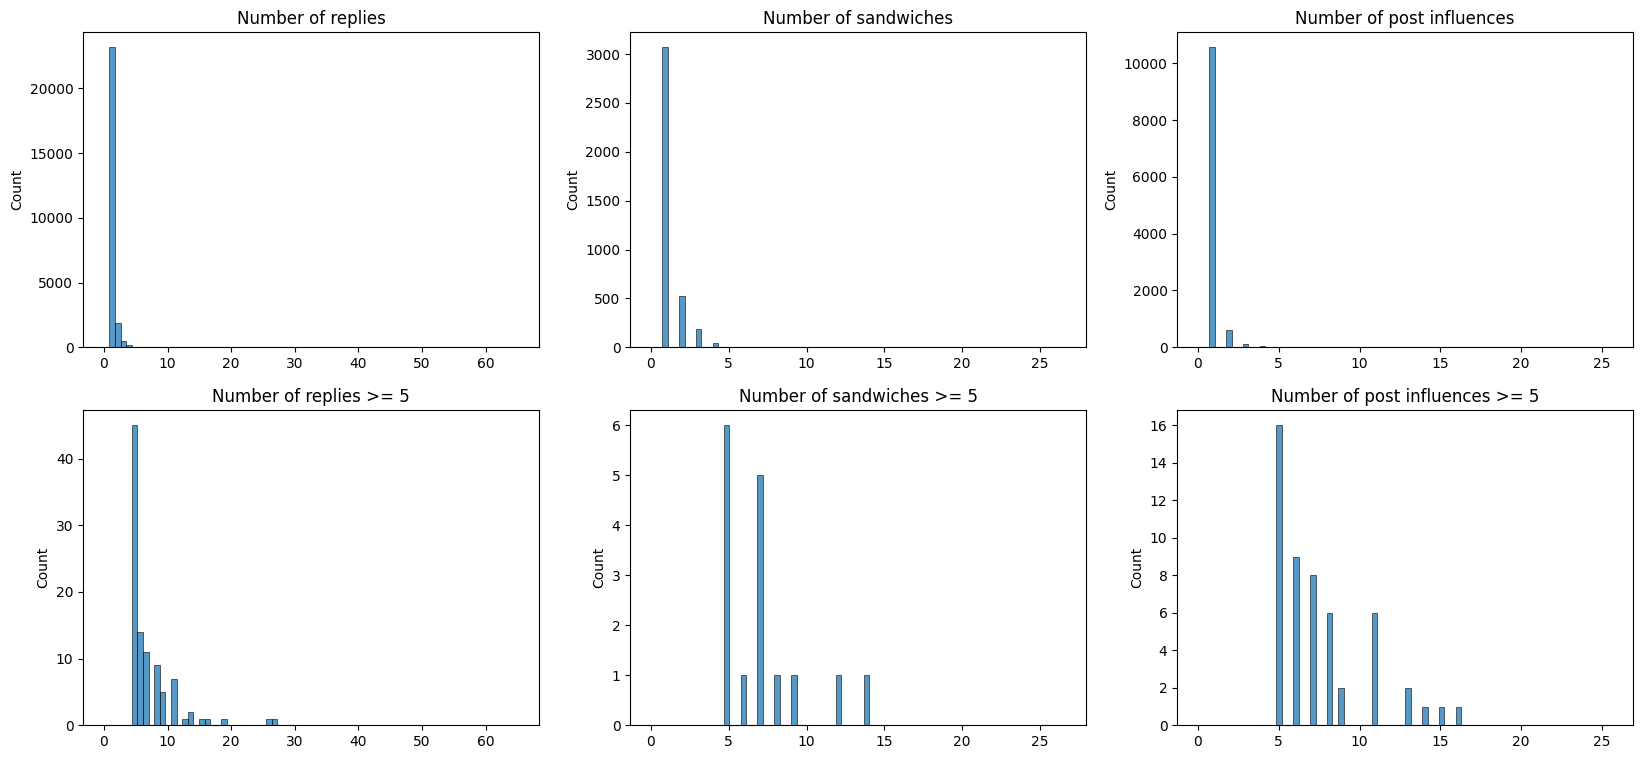 Number of replies
Number of sandwiches
Number of post influences
Count
20000
15000
10000
5000
0
0 10 20 30 40 50 60
Count
3000
2500
2000
1500
1000
500
0
0 5 10 15 20 25
Count
10000
8000
6000
4000
2000
0
0 5 10 15 20 25
Number of replies >= 5
Number of sandwiches >= 5
Number of post influences >= 5
Count
40
30
20
10
0
0 10 20 30 40 50 60
Count
6
5
4
3
2
1
0
0 5 10 15 20 25
Count
16
14
12
10
8
6
4
2
0
0 5 10 15 20 25